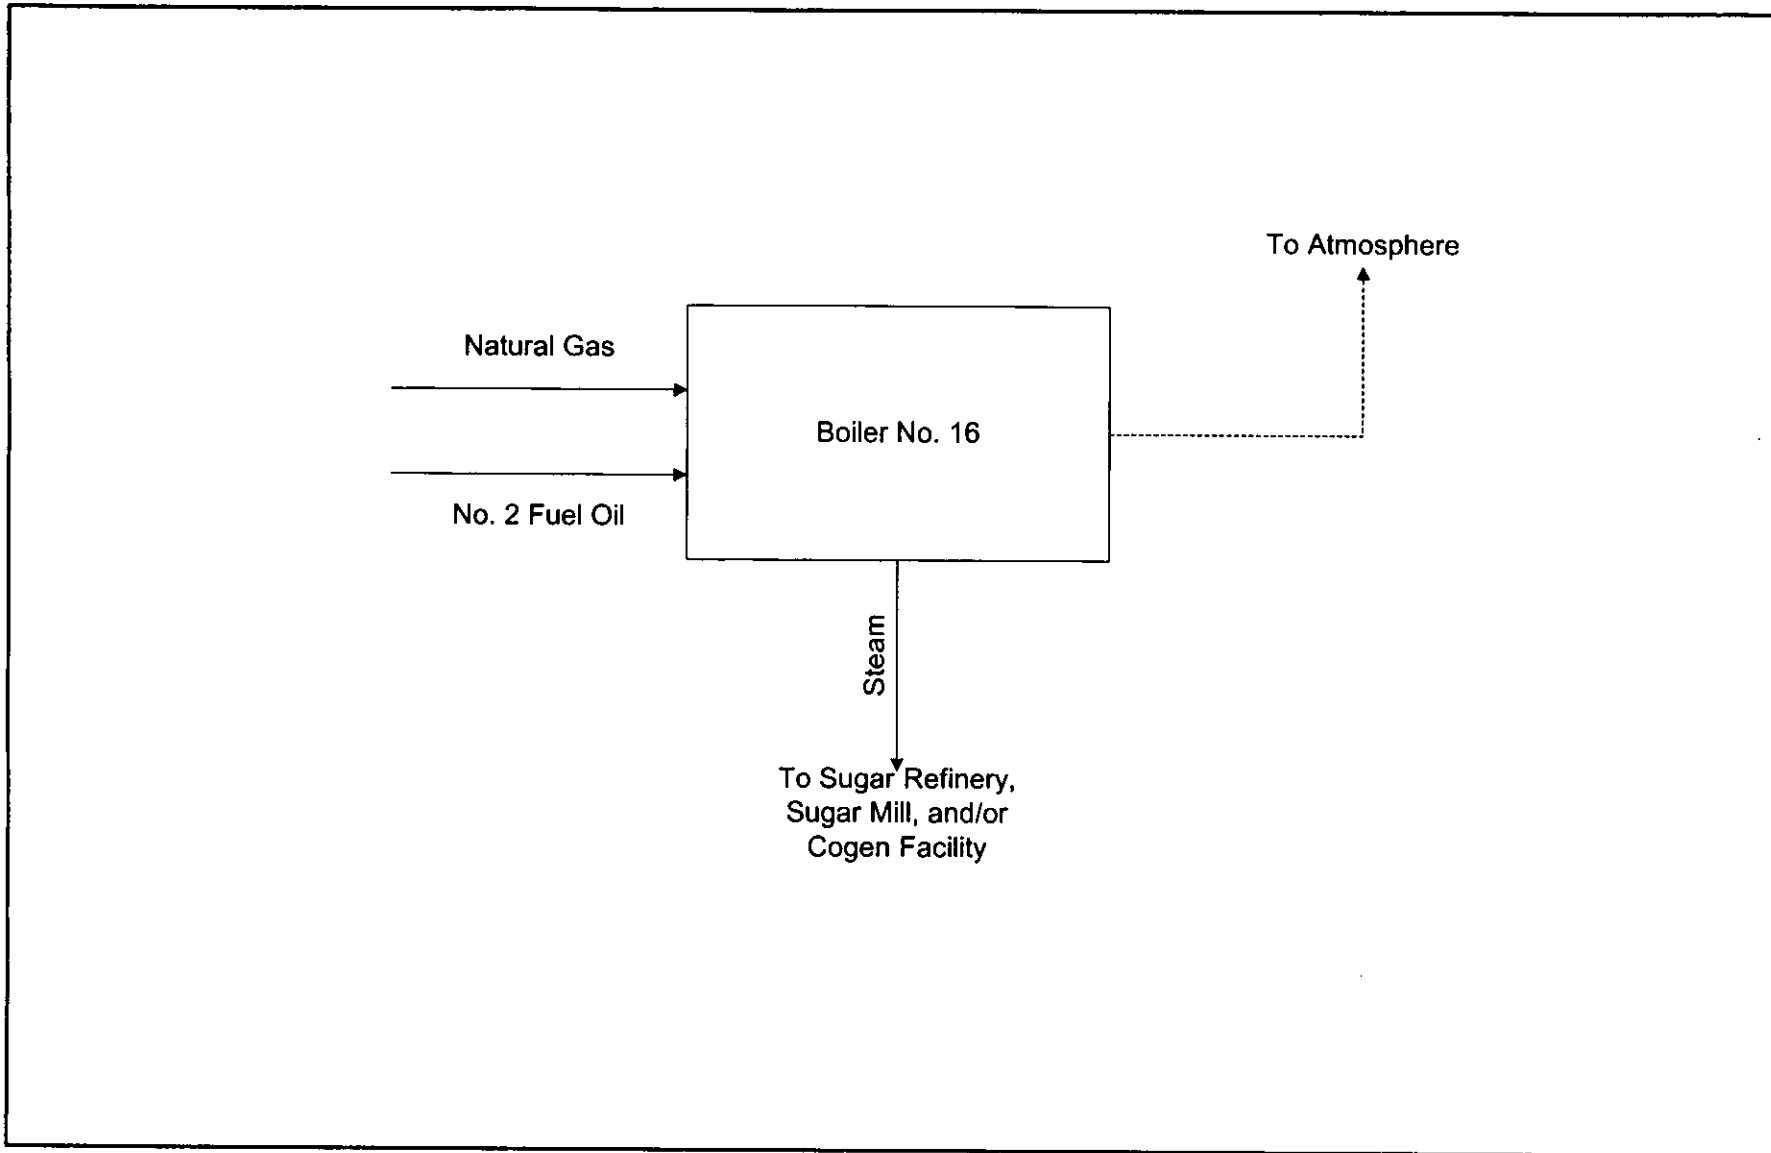 To Atmosphere
Natural Gas
Boiler No. 16
No. 2 Fuel Oil
Steam
To Sugar Refinery,
Sugar Mill, and/or
Cogen Facility